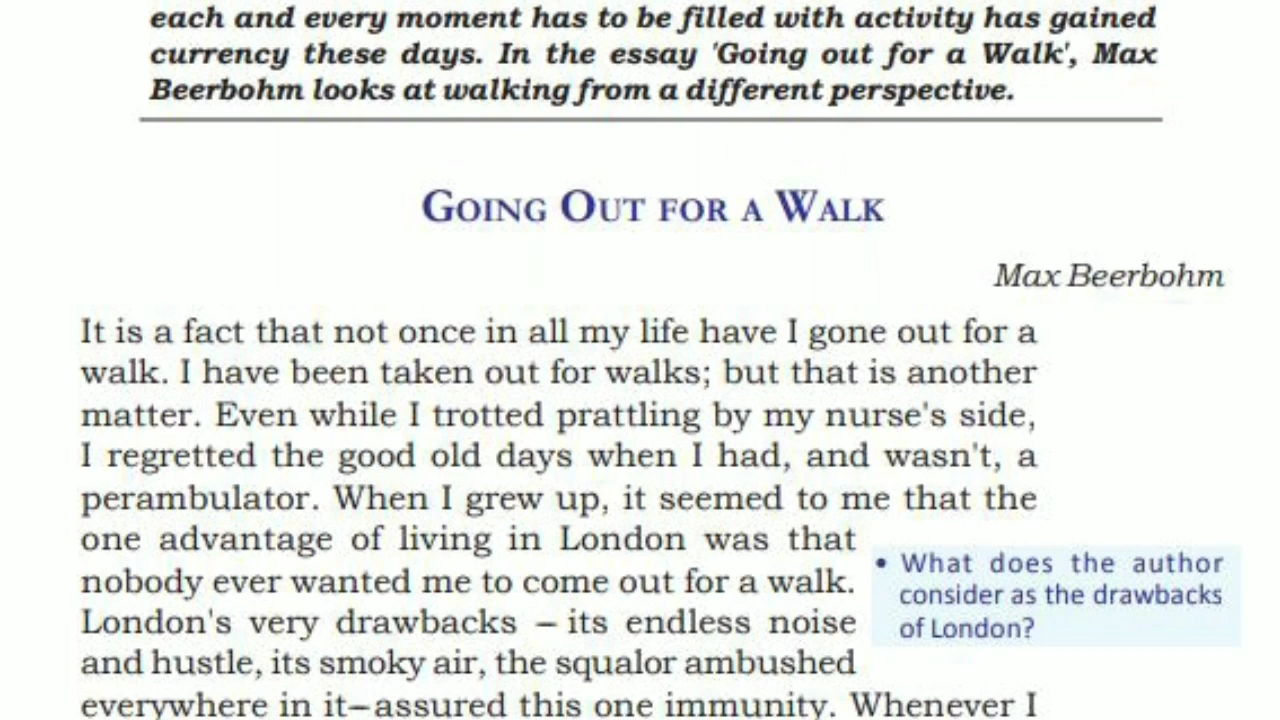 each and every moment has to be filled with activity has gained
currency these days. In the essay 'Going out for a Walk', Max
Beerbohm looks at walking from a different perspective.
GOING OUT FOR A WALK
Max Beerbohm
It is a fact that not once in all my life have I gone out for a
walk. I have been taken out for walks; but that is another
matter. Even while I trotted prattling by my nurse's side,
I regretted the good old days when I had, and wasn't, a
perambulator. When I grew up, it seemed to me that the
one advantage of living in London was that
nobody ever wanted me to come out for a walk.
London's very drawbacks – its endless noise
and hustle, its smoky air, the squalor ambushed
everywhere in it–assured this one immunity. Whenever I
• What does the author
consider as the drawbacks
of London?